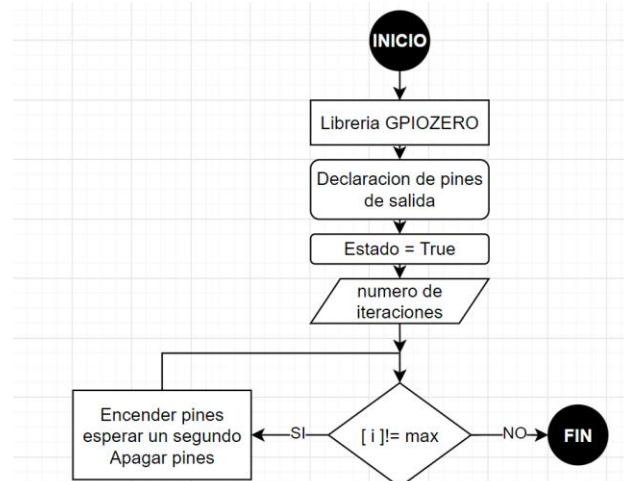 INICIO
Libreria GPIOZERO
Declaracion de pines
de salida
Estado = True
numero de
iteraciones
Encender pines
esperar un segundo
Apagar pines
SI
[ i ]!= max
NO
FIN